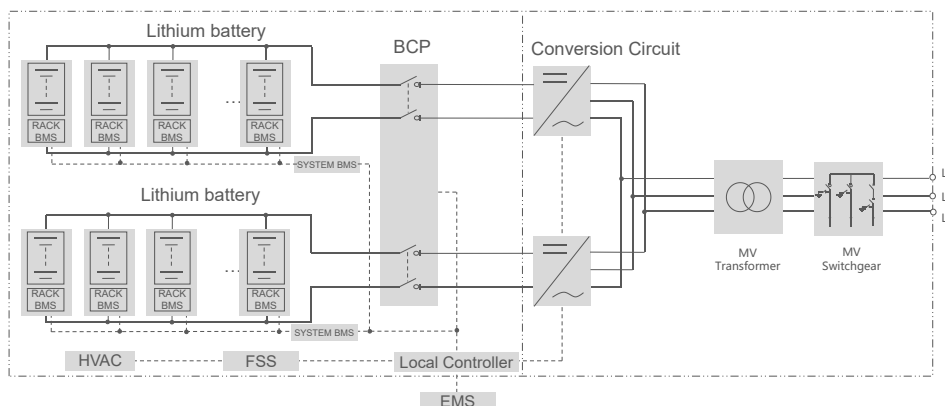 Lithium battery
BCP
Conversion Circuit
RACK
BMS
RACK
BMS
RACK
BMS
...
RACK
BMS
SYSTEM BMS
Lithium battery
RACK
BMS
RACK
BMS
RACK
BMS
...
RACK
BMS
SYSTEM BMS
MV
Transformer
MV
Switchgear
L
L
L
HVAC
FSS
Local Controller
EMS